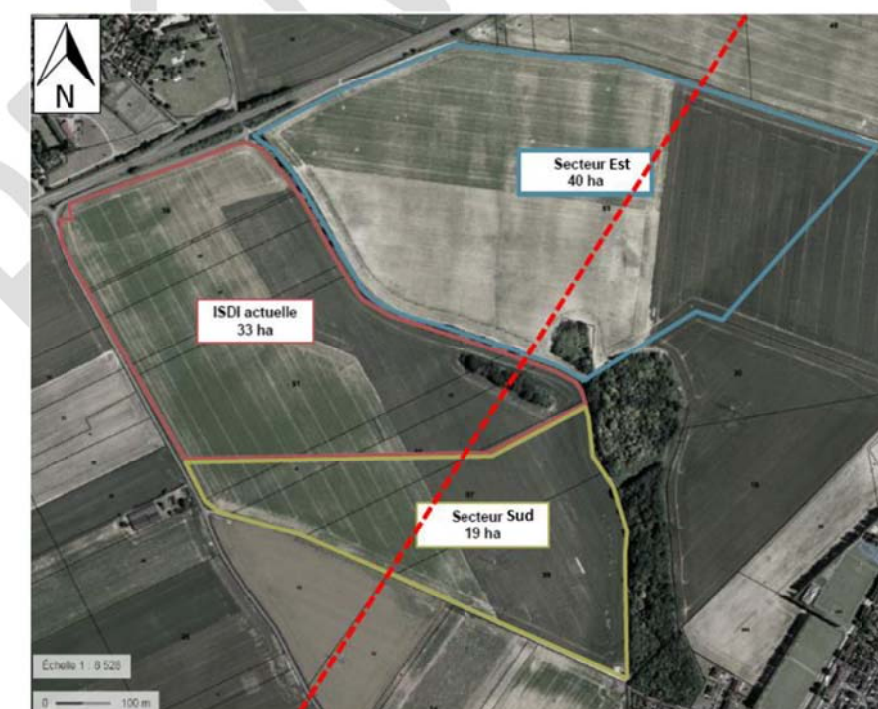 N
Secteur Est
40 ha
ISDI actuelle
33 ha
Secteur Sud
19 ha
Échelle 1 : 8 528
0 100 m